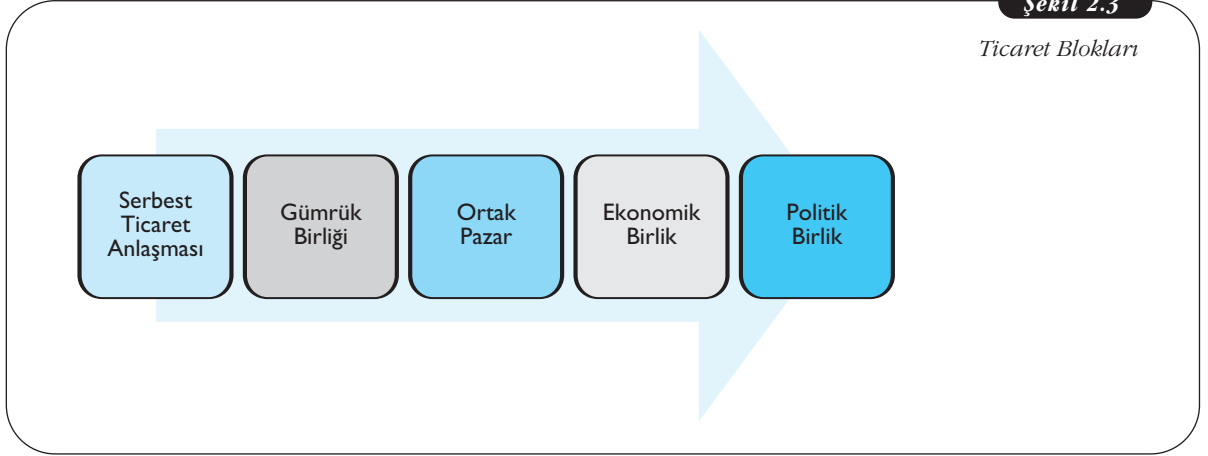 Şekil 2.3
Ticaret Blokları
Serbest
Ticaret
Anlaşması
Gümrük
Birliği
Ortak
Pazar
Ekonomik
Birlik
Politik
Birlik